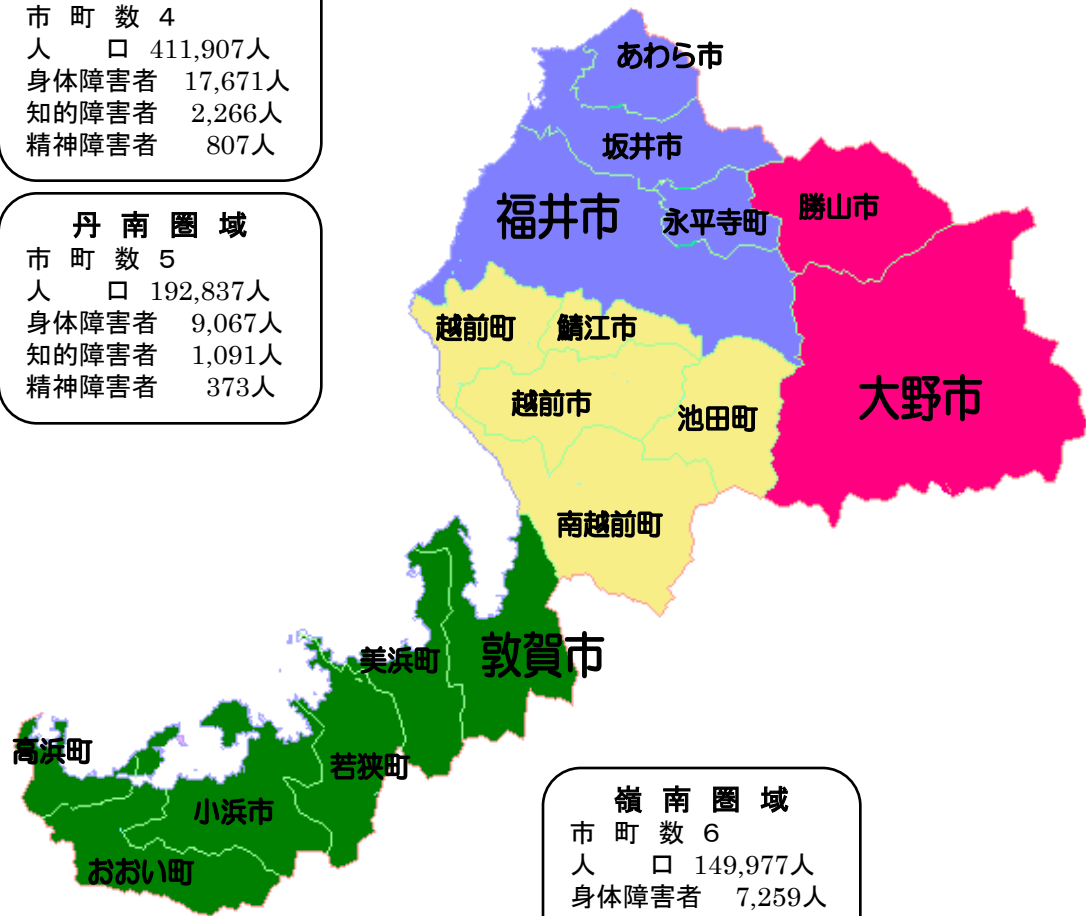 市町数 4
人口 411,907人
身体障害者 17,671人
知的障害者 2,266人
精神障害者 807人
丹南圏域
市町数 5
人口 192,837人
身体障害者 9,067人
知的障害者 1,091人
精神障害者 373人
あわら市
坂井市
福井市
永平寺町
勝山市
越前町
鯖江市
越前市
池田町
大野市
南越前町
敦賀市
美浜町
高浜町
若狭町
小浜市
おおい町
嶺南圏域
市町数 6
人口 149,977人
身体障害者 7,259人